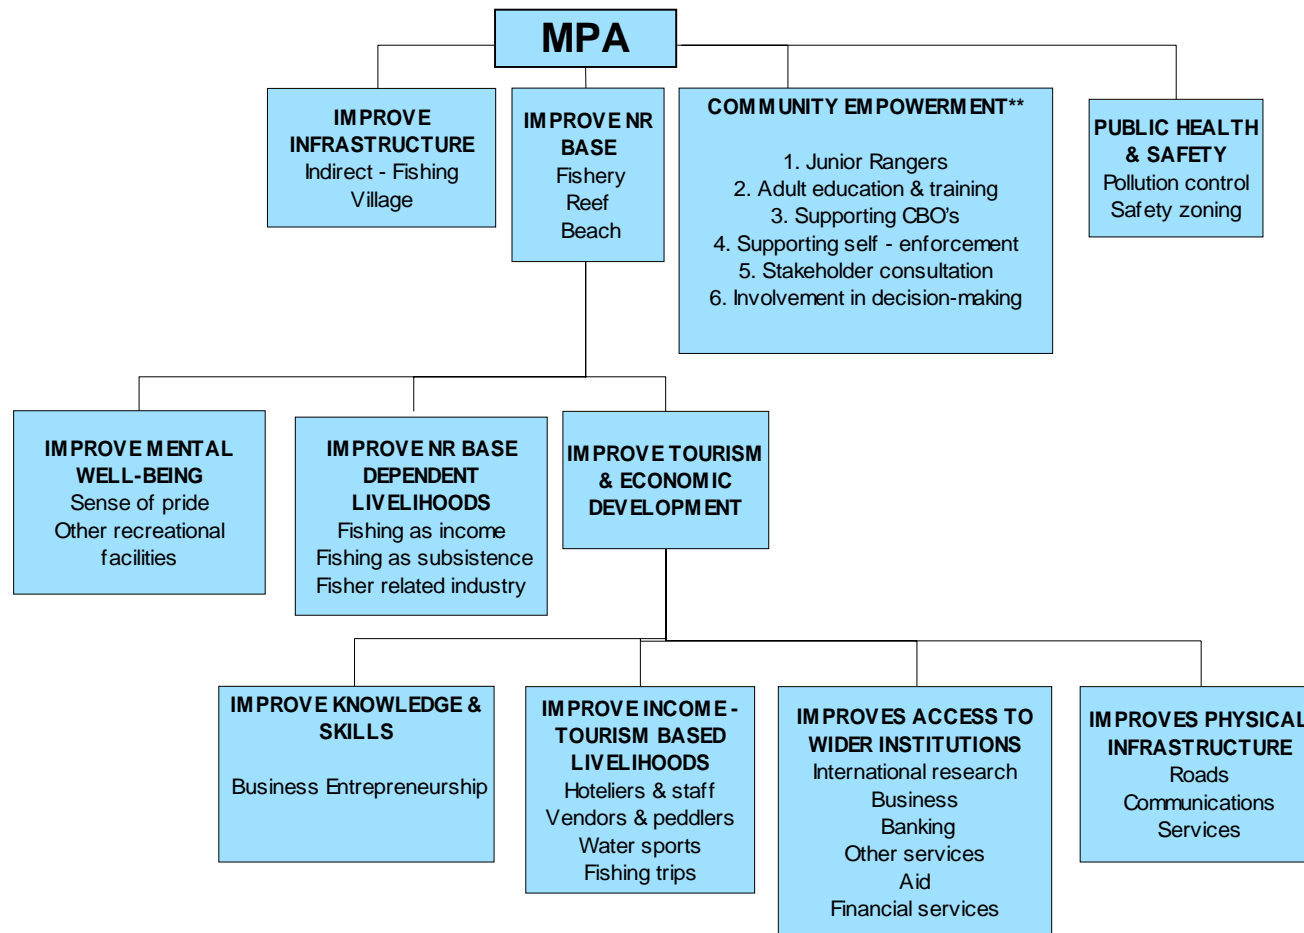 MPA
IMPROVE
INFRASTRUCTURE
Indirect - Fishing
Village
IMPROVE NR
BASE
Fishery
Reef
Beach
COMMUNITY EMPOWERMENT**
1. Junior Rangers
2. Adult education & training
3. Supporting CBO's
4. Supporting self - enforcement
5. Stakeholder consultation
6. Involvement in decision-making
PUBLIC HEALTH
& SAFETY
Pollution control
Safety zoning
IMPROVE MENTAL
WELL-BEING
Sense of pride
Other recreational
facilities
IMPROVE NR BASE
DEPENDENT
LIVELIHOODS
Fishing as income
Fishing as subsistence
Fisher related industry
IMPROVE TOURISM
& ECONOMIC
DEVELOPMENT
IMPROVE KNOWLEDGE &
SKILLS
Business Entrepreneurship
IMPROVE INCOME -
TOURISM BASED
LIVELIHOODS
Hoteliers & staff
Vendors & peddlers
Water sports
Fishing trips
IMPROVES ACCESS TO
WIDER INSTITUTIONS
International research
Business
Banking
Other services
Aid
Financial services
IMPROVES PHYSICAL
INFRASTRUCTURE
Roads
Communications
Services